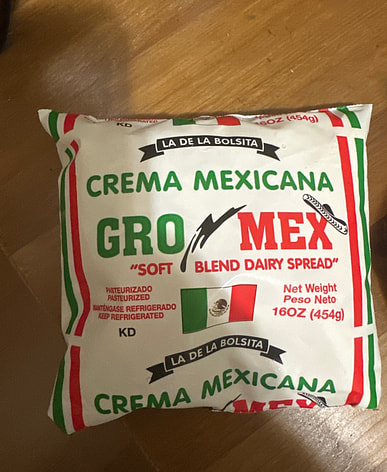 16OZ (454g)
KD
LA DE LA BOLSITA
CREMA MEXICANA
GRO MEX
"SOFT BLEND DAIRY SPREAD"
PASTEURIZED
MANTÉNGASE REFRIGERADO
KEEP REFRIGERATED
KD
Net Weight
Peso Neto
16OZ (454g)
LA DE LA BOLSITA
CREMA MEXICANA
MEX